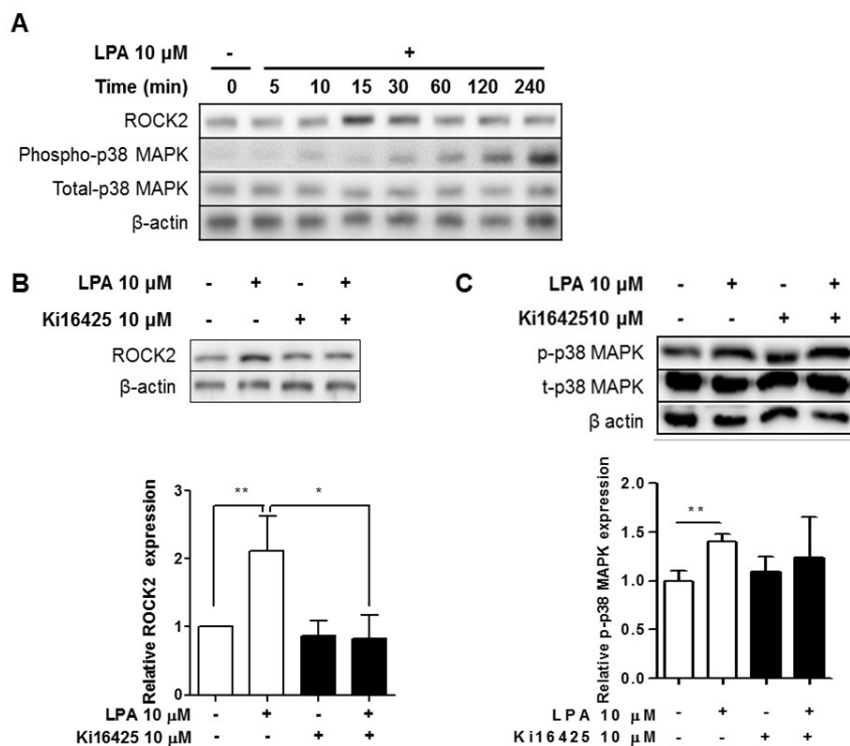 A
LPA 10 µM - +
Time (min) 0 5 10 15 30 60 120 240
ROCK2
Phospho-p38 MAPK
Total-p38 MAPK
β-actin
B
LPA 10 µM - + - +
Ki16425 10 µM - - + +
ROCK2
β-actin
Relative ROCK2 expression
3
2
1
0
** *
LPA 10 µM - + - +
Ki16425 10 µM - - + +
C
LPA 10 µM - + - +
Ki1642510 µM - - + +
p-p38 MAPK
t-p38 MAPK
β actin
Relative p-p38 MAPK expression
2.0
1.5
1.0
0.5
0.0
**
LPA 10 µM - + - +
Ki16425 10 µM - - + +